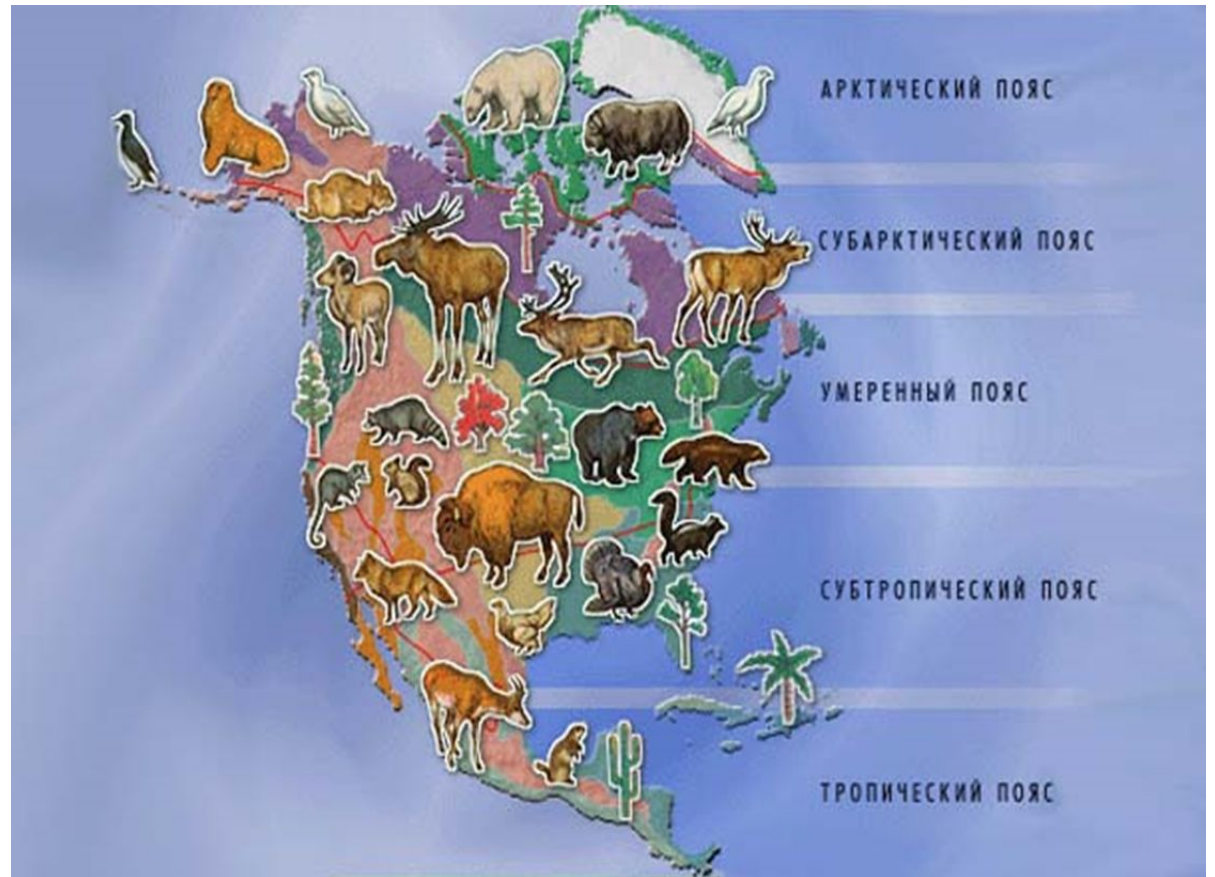 АРКТИЧЕСКИЙ ПОЯС
СУБАРКТИЧЕСКИЙ ПОЯС
УМЕРЕННЫЙ ПОЯС
СУБТРОПИЧЕСКИЙ ПОЯС
ТРОПИЧЕСКИЙ ПОЯС